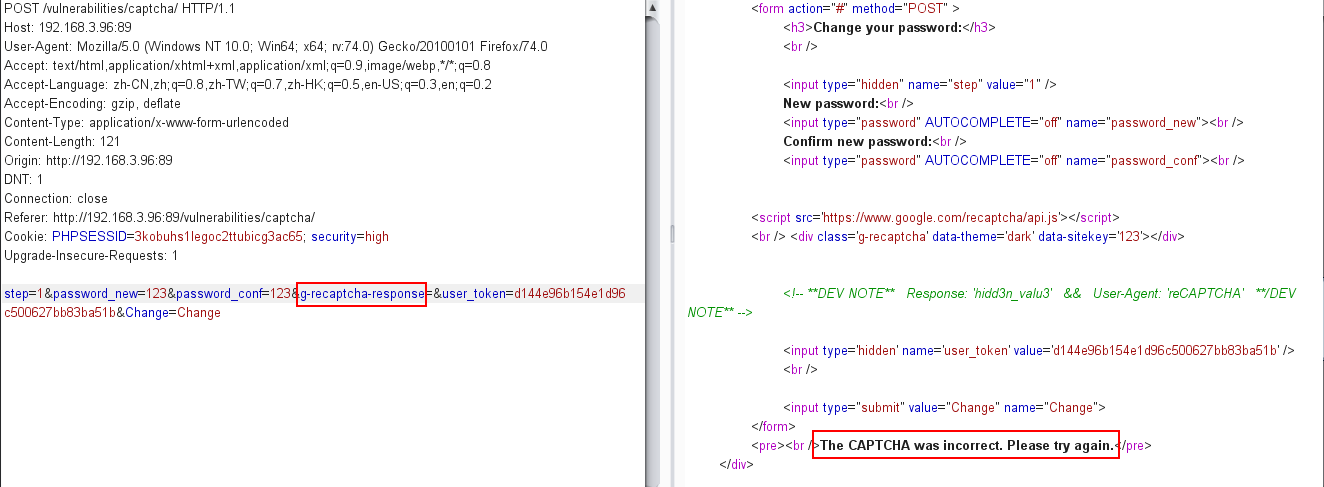 POST /vulnerabilities/captcha/ HTTP/1.1
Host: 192.168.3.96:89
User-Agent: Mozilla/5.0 (Windows NT 10.0; Win64; x64; rv:74.0) Gecko/20100101 Firefox/74.0
Accept: text/html,application/xhtml+xml,application/xml;q=0.9,image/webp,*/*;q=0.8
Accept-Language: zh-CN,zh;q=0.8,zh-TW;q=0.7,zh-HK;q=0.5,en-US;q=0.3,en;q=0.2
Accept-Encoding: gzip, deflate
Content-Type: application/x-www-form-urlencoded
Content-Length: 121
Origin: http://192.168.3.96:89
DNT: 1
Connection: close
Referer: http://192.168.3.96:89/vulnerabilities/captcha/
Cookie: PHPSESSID=3kobuhs1legoc2ttubicg3ac65; security=high
Upgrade-Insecure-Requests: 1
step=1&password_new=123&password_conf=123&g-recaptcha-response=&user_token=d144e96b154e1d96
c500627bb83ba51b&Change=Change
<form action="#" method="POST" >
<h3>Change your password:</h3>
<br />
<input type="hidden" name="step" value="1" />
New password:<br />
<input type="password" AUTOCOMPLETE="off" name="password_new"><br />
Confirm new password:<br />
<input type="password" AUTOCOMPLETE="off" name="password_conf"><br />
<script src='https://www.google.com/recaptcha/api.js'></script>
<br /> <div class='g-recaptcha' data-theme='dark' data-sitekey='123'></div>
<!-- **DEV NOTE** Response: 'hidd3n_valu3' && User-Agent: 'reCAPTCHA' **/DEV
NOTE** -->
<input type='hidden' name='user_token' value='d144e96b154e1d96c500627bb83ba51b' />
<br />
<input type="submit" value="Change" name="Change">
</form>
<pre><br />The CAPTCHA was incorrect. Please try again.</pre>
</div>